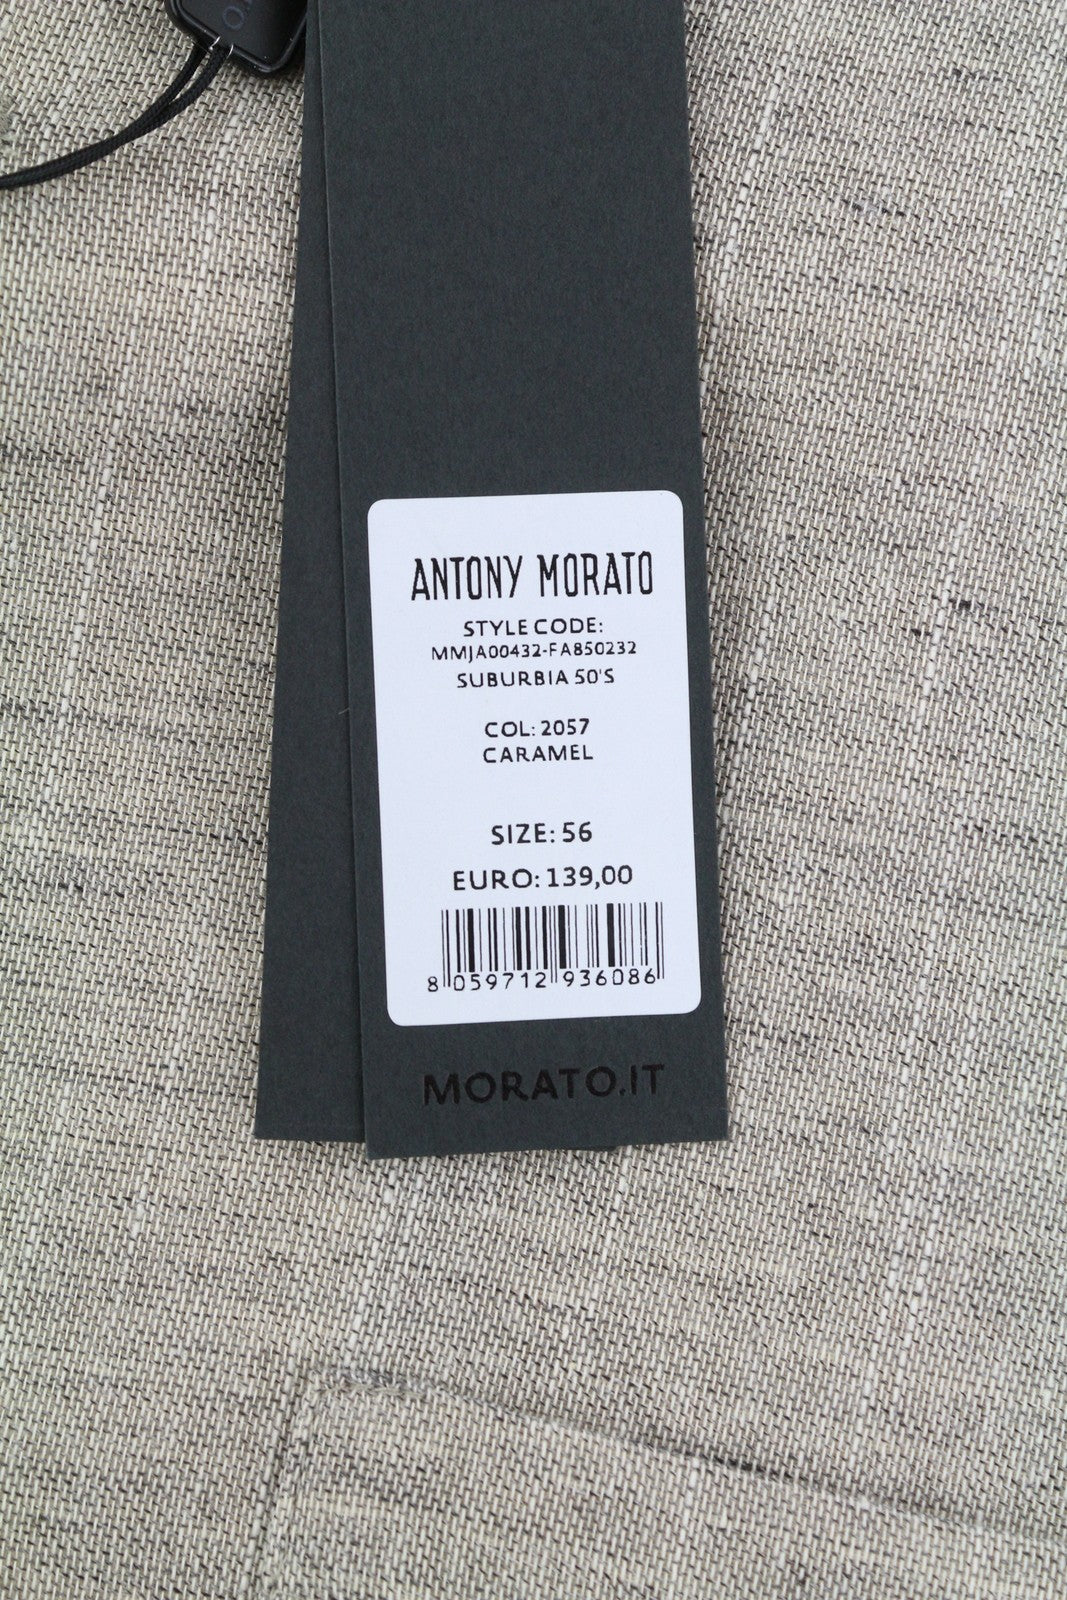 ANTONY MORATO
STYLE CODE:
MMJA00432-FA850232
SUBURBIA 50'S
COL: 2057
CARAMEL
SIZE: 56
EURO: 139,00
8 059712 936086
MORATO.IT